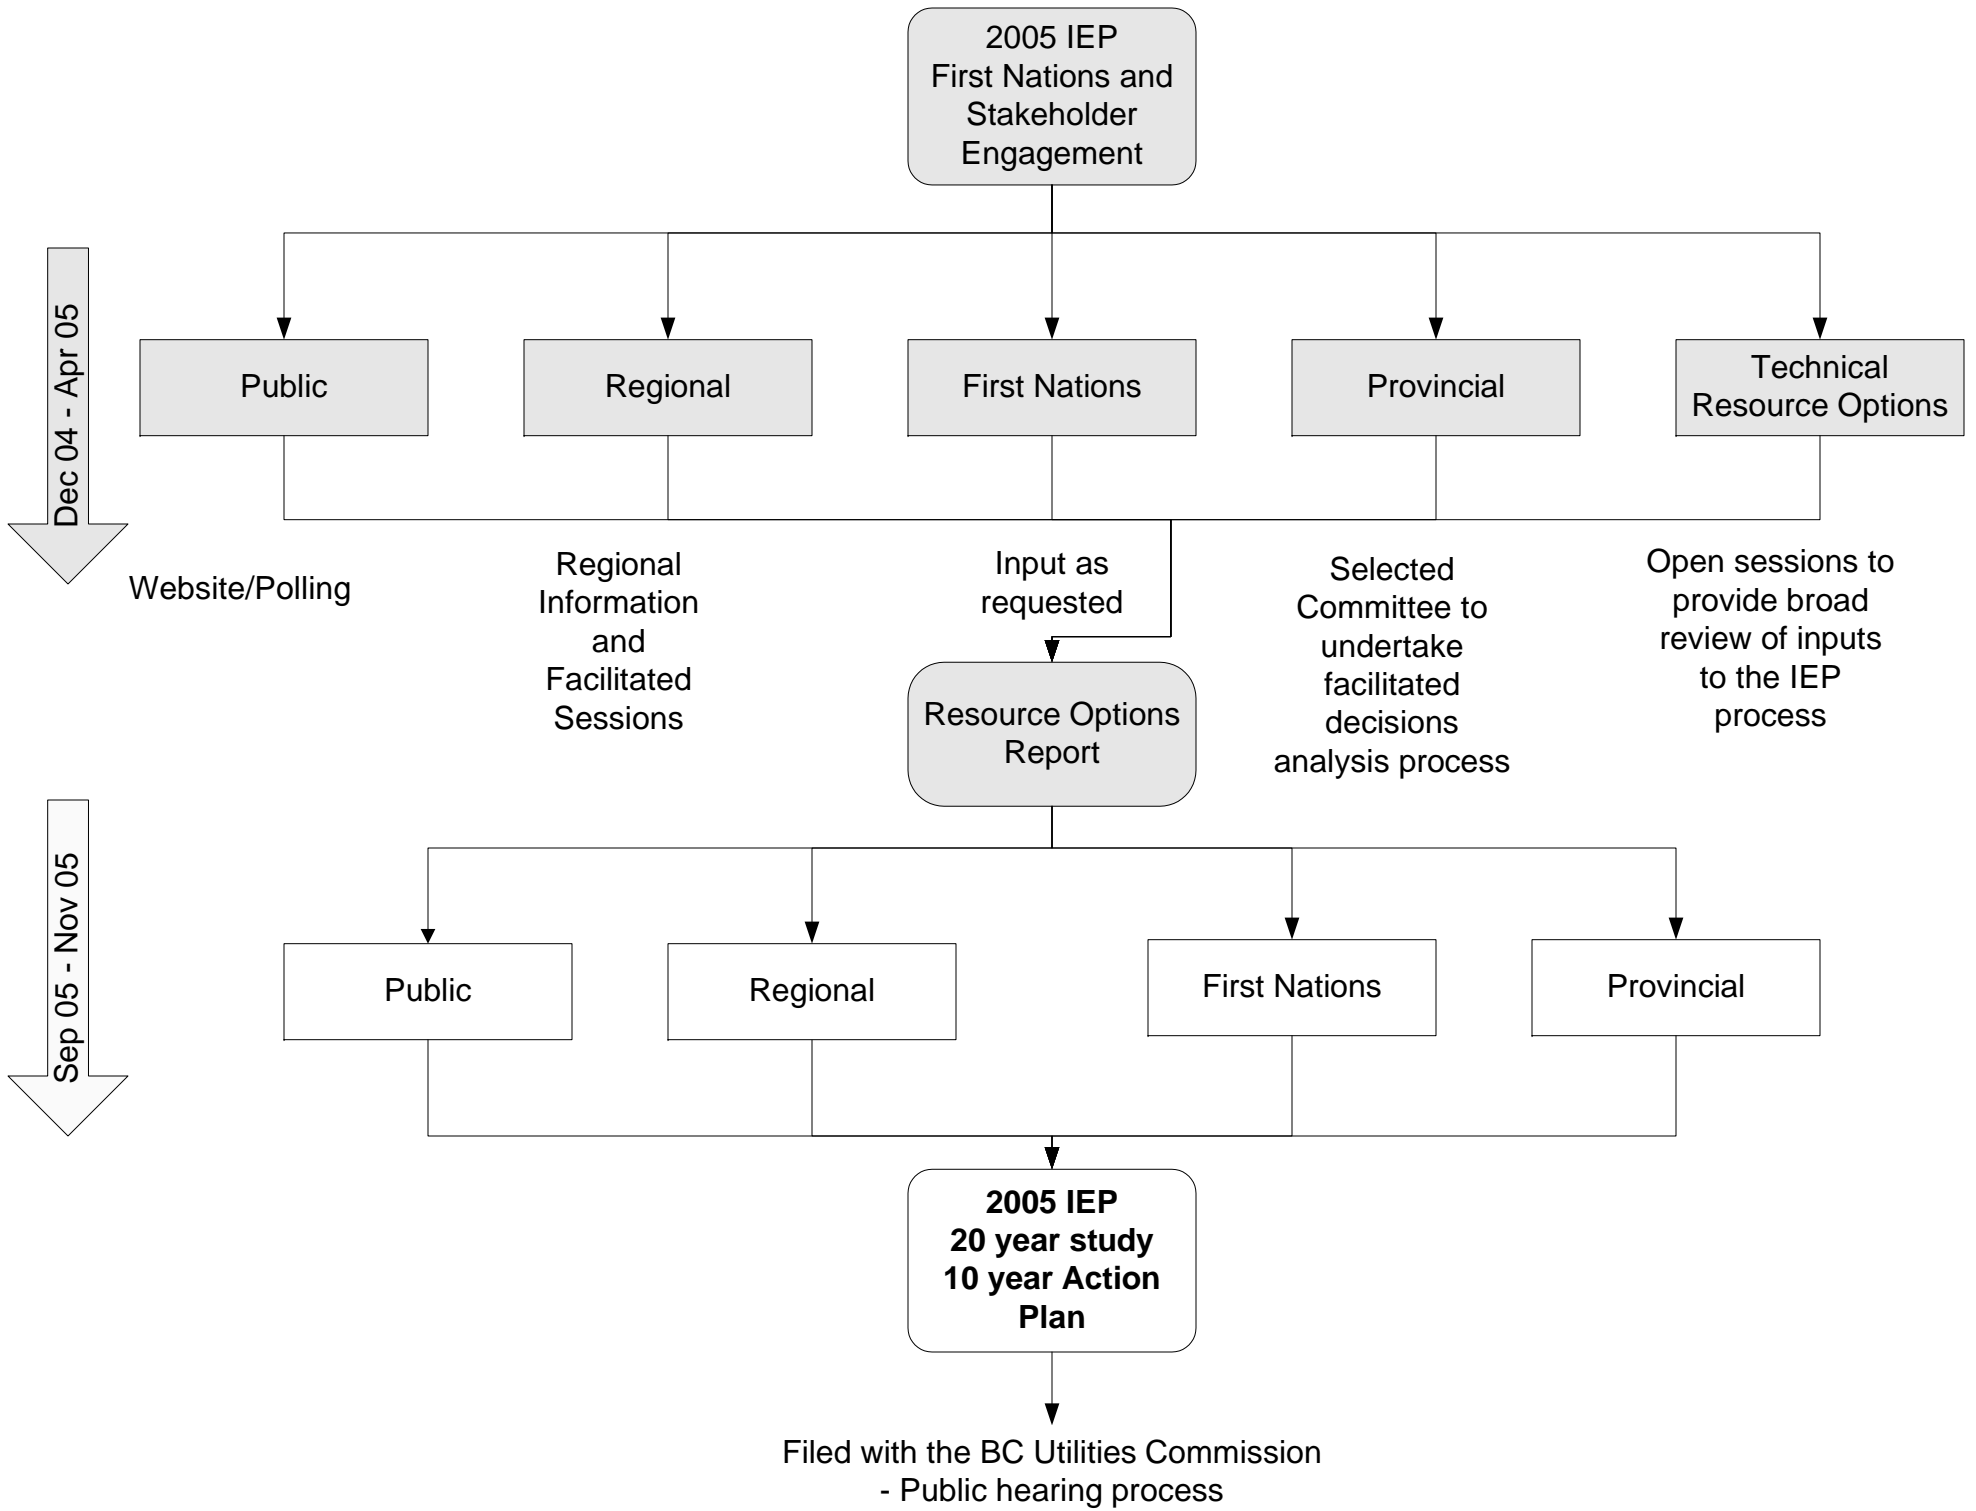 2005 IEP
First Nations and
Stakeholder
Engagement
Dec 04 - Apr 05
Public
Regional
First Nations
Provincial
Technical
Resource Options
Website/Polling
Regional
Information
and
Facilitated
Sessions
Input as
requested
Selected
Committee to
undertake
facilitated
decisions
analysis process
Open sessions to
provide broad
review of inputs
to the IEP
process
Resource Options
Report
Sep 05 - Nov 05
Public
Regional
First Nations
Provincial
2005 IEP
20 year study
10 year Action
Plan
Filed with the BC Utilities Commission
- Public hearing process